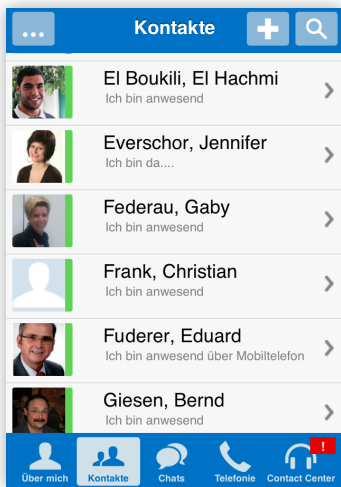 ...
Kontakte
El Boukili, El Hachmi
Ich bin anwesend
Everschor, Jennifer
Ich bin da....
Federau, Gaby
Ich bin anwesend
Frank, Christian
Ich bin anwesend
Fuderer, Eduard
Ich bin anwesend über Mobiltelefon
Giesen, Bernd
Ich bin anwesend
!
Über mich Kontakte Chats Telefonie Contact Center